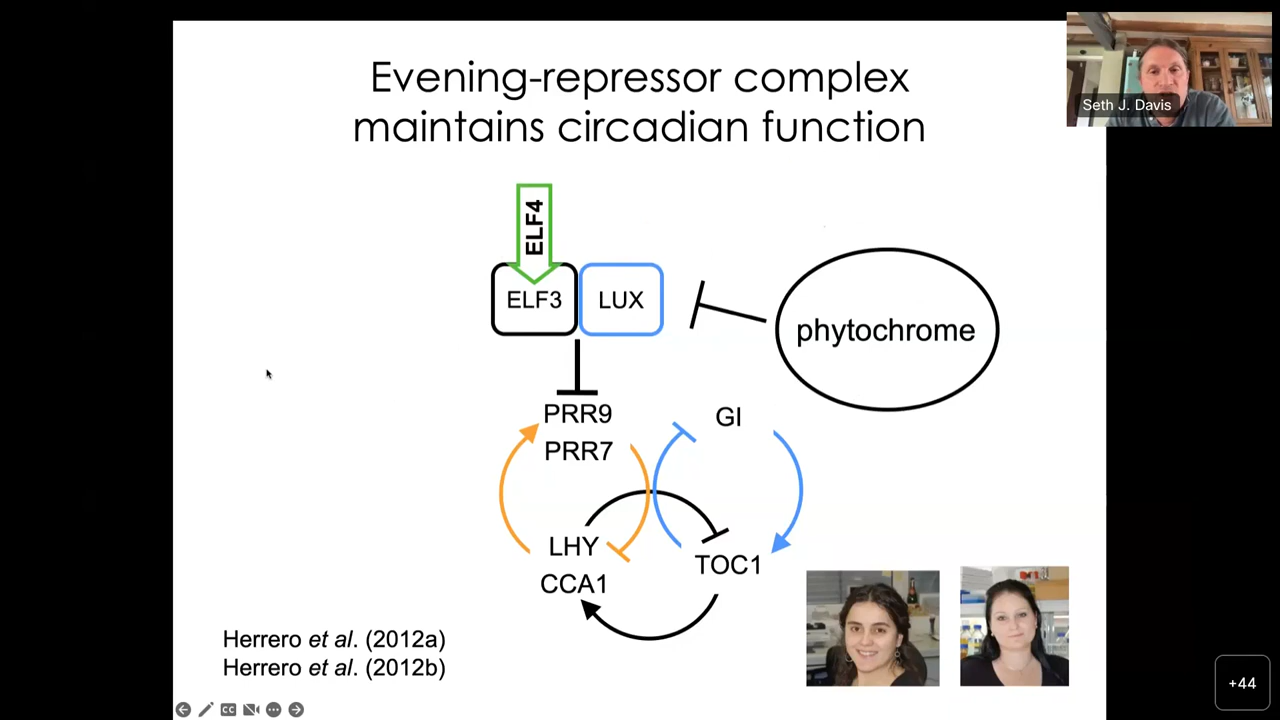 Evening-repressor complex
maintains circadian function
Seth J. Davis
ELF4
ELF3
LUX
phytochrome
PRR9
GI
PRR7
LHY
TOC1
CCA1
Herrero et al. (2012a)
Herrero et al. (2012b)
CC
+44